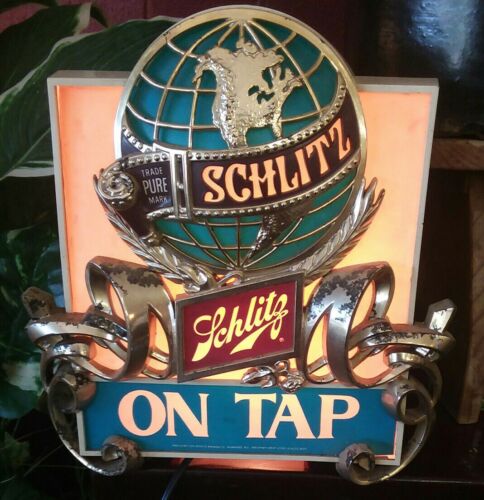 SCHLITZ
TRADE
PURE
MARK
Schlitz
®
ON TAP